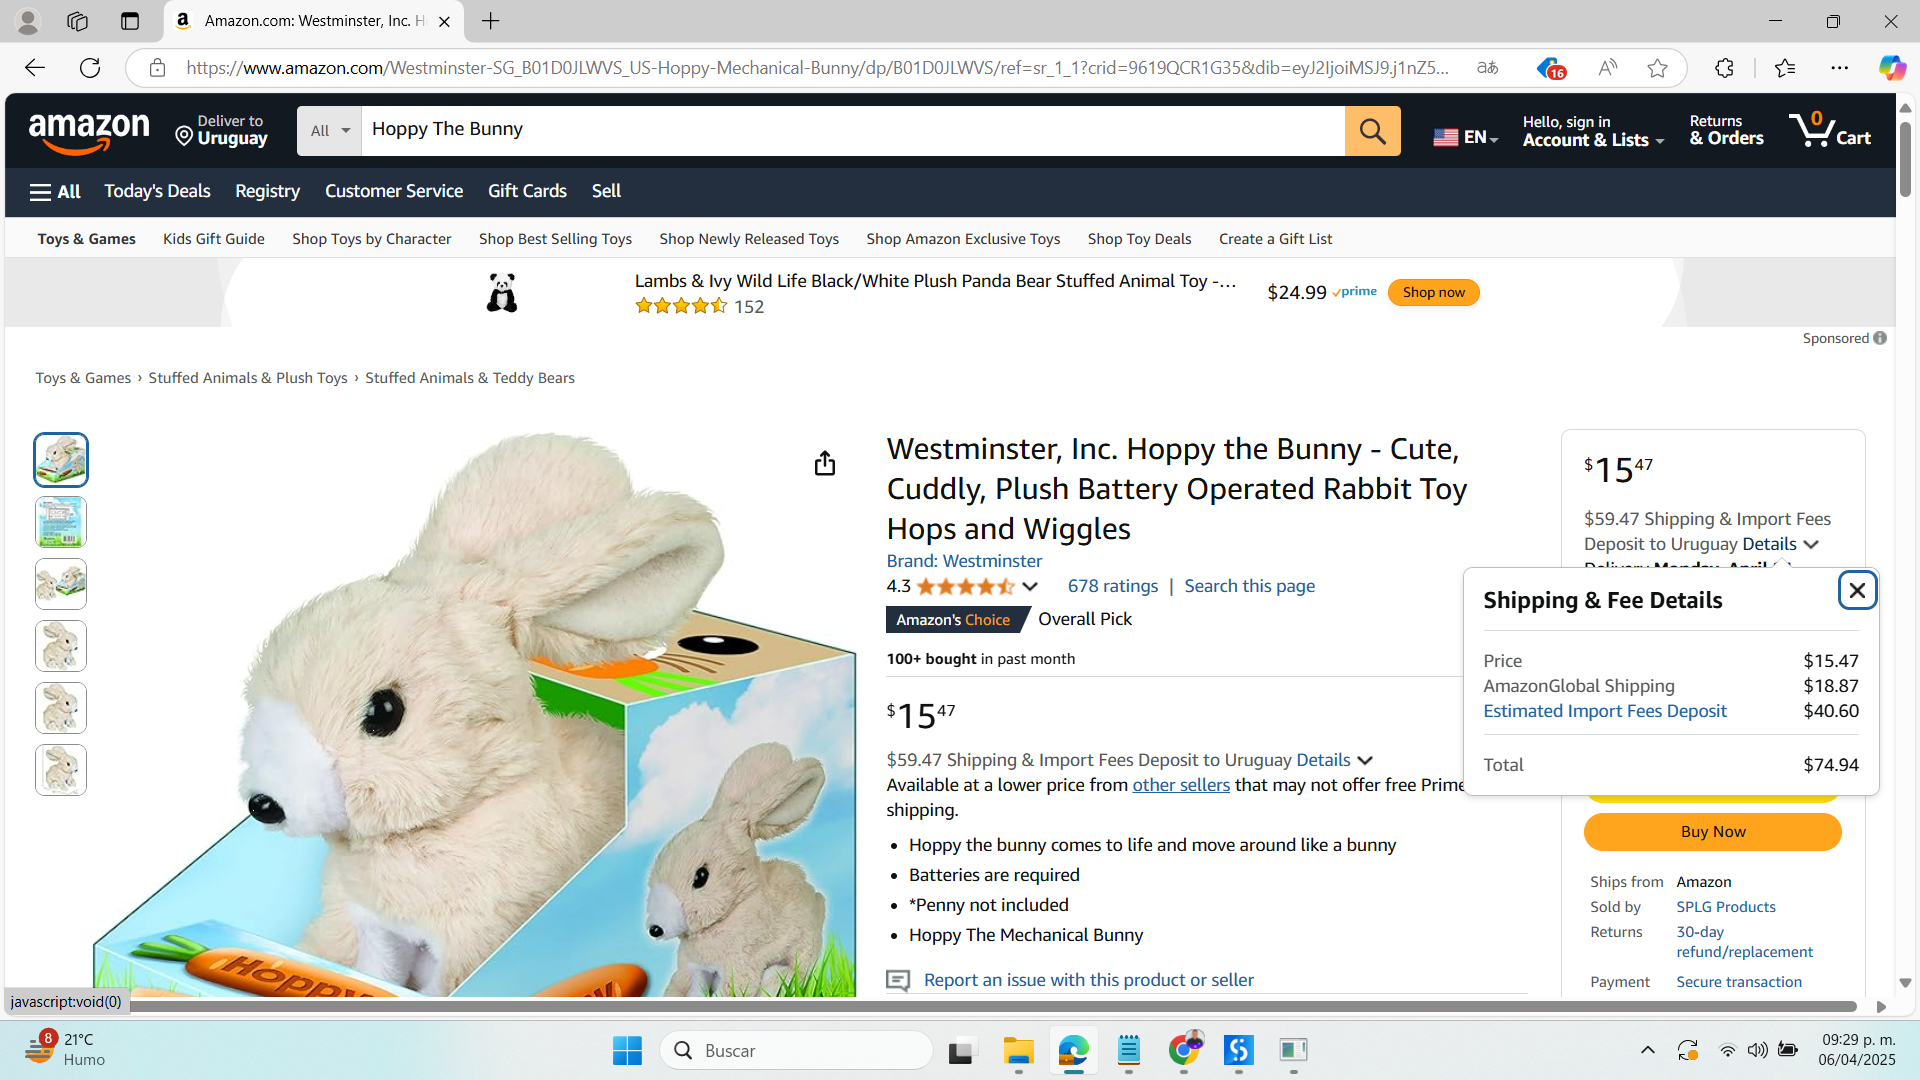 Amazon.com: Westminster, Inc. H
https://www.amazon.com/Westminster-SG_B01D0JLWVS_US-Hoppy-Mechanical-Bunny/dp/B01D0JLWVS/ref=sr_1_1?crid=9619QCR1G35&dib=eyJ2IjoiMSJ9.j1nZ5...
16
amazon
Deliver to
Uruguay
All
Hoppy The Bunny
EN
Hello, sign in
Account & Lists
Returns
& Orders
0
Cart
All
Today's Deals
Registry
Customer Service
Gift Cards
Sell
Toys & Games
Kids Gift Guide
Shop Toys by Character
Shop Best Selling Toys
Shop Newly Released Toys
Shop Amazon Exclusive Toys
Shop Toy Deals
Create a Gift List
Lambs & Ivy Wild Life Black/White Plush Panda Bear Stuffed Animal Toy -...
152
$24.99
prime
Shop now
Sponsored
Toys & Games › Stuffed Animals & Plush Toys › Stuffed Animals & Teddy Bears
Westminster, Inc. Hoppy the Bunny - Cute,
Cuddly, Plush Battery Operated Rabbit Toy
Hops and Wiggles
Brand: Westminster
4.3
678 ratings | Search this page
Amazon's Choice
Overall Pick
100+ bought in past month
$15 47
$59.47 Shipping & Import Fees Deposit to Uruguay Details
Available at a lower price from other sellers that may not offer free Prime
shipping.
• Hoppy the bunny comes to life and move around like a bunny
• Batteries are required
• *Penny not included
• Hoppy The Mechanical Bunny
Report an issue with this product or seller
Hoppy
$15 47
$59.47 Shipping & Import Fees
Deposit to Uruguay Details
Shipping & Fee Details
Price $15.47
AmazonGlobal Shipping $18.87
Estimated Import Fees Deposit $40.60
Total $74.94
Buy Now
Ships from Amazon
Sold by SPLG Products
Returns 30-day
refund/replacement
Payment Secure transaction
javascript:void(0)
8
21°C
Humo
Buscar
09:29 p. m.
06/04/2025